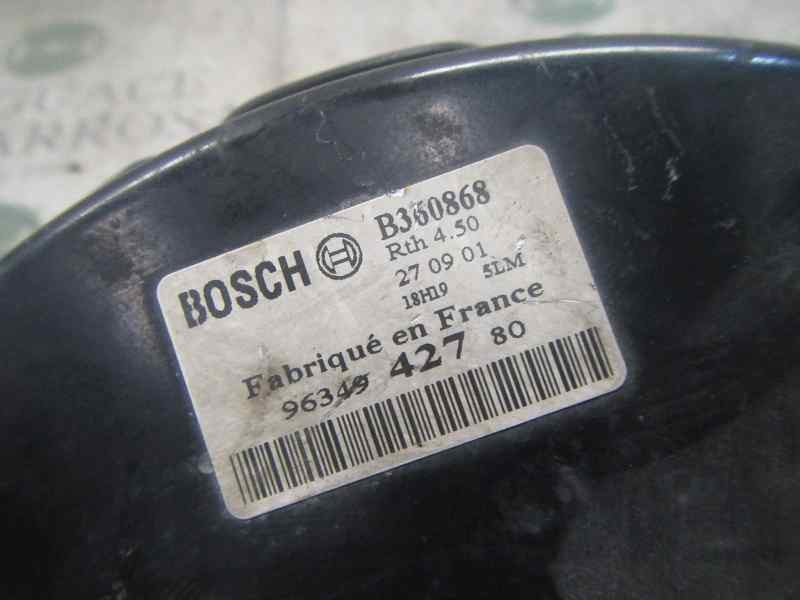 BOSCH
B360868
Rth 4.50
27 09 01
18H19 5LM
Fabriqué en France
96349 427 80